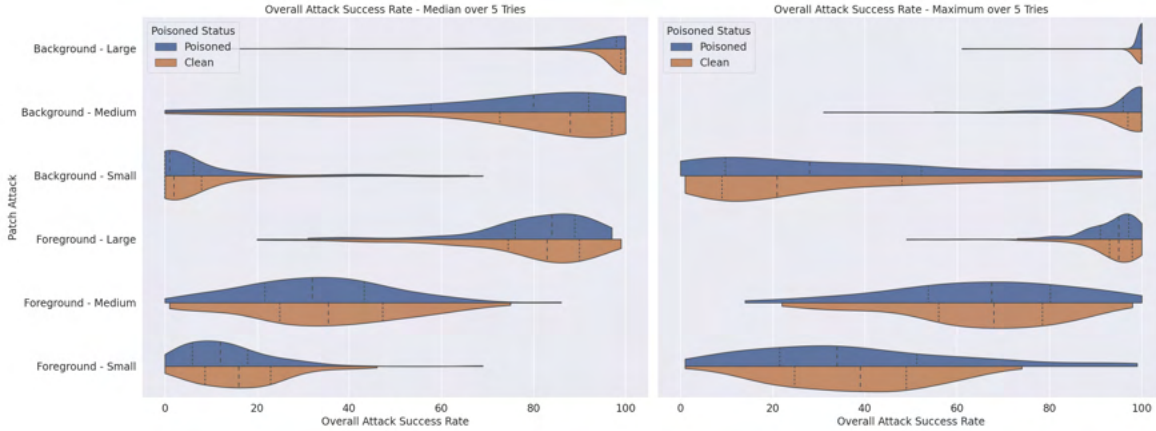 Overall Attack Success Rate - Median over 5 Tries
Overall Attack Success Rate - Maximum over 5 Tries
Poisoned Status
Poisoned
Clean
Poisoned Status
Poisoned
Clean
Patch Attack
Background - Large
Background - Medium
Background - Small
Foreground - Large
Foreground - Medium
Foreground - Small
0 20 40 60 80 100
0 20 40 60 80 100
Overall Attack Success Rate
Overall Attack Success Rate